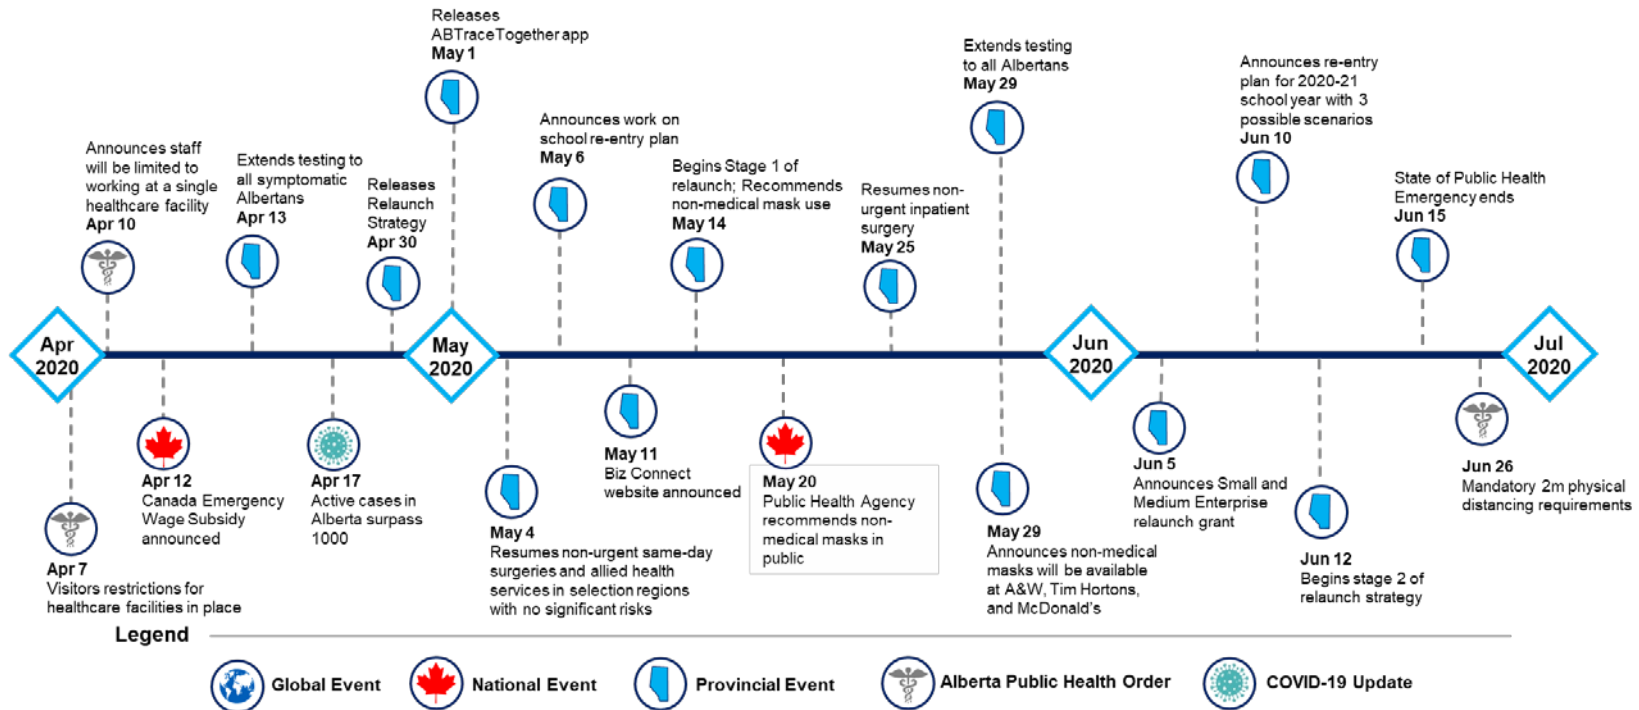 Releases
ABTraceTogether app
May 1
Extends testing
to all Albertans
May 29
Announces re-entry
plan for 2020-21
school year with 3
possible scenarios
Jun 10
Announces work on
school re-entry plan
May 6
Announces staff
will be limited to
working at a single
healthcare facility
Apr 10
Extends testing to
all symptomatic
Albertans
Apr 13
Releases
Relaunch
Strategy
Apr 30
Begins Stage 1 of
relaunch; Recommends
non-medical mask use
May 14
Resumes non-
urgent inpatient
surgery
May 25
State of Public Health
Emergency ends
Jun 15
Apr
2020
May
2020
Jun
2020
Jul
2020
Apr 7
Visitors restrictions for
healthcare facilities in place
Apr 12
Canada Emergency
Wage Subsidy
announced
Apr 17
Active cases in
Alberta surpass
1000
May 4
Resumes non-urgent same-day
surgeries and allied health
services in selection regions
with no significant risks
May 11
Biz Connect
website announced
May 20
Public Health Agency
recommends non-
medical masks in
public
May 29
Announces non-medical
masks will be available
at A&W, Tim Hortons,
and McDonald's
Jun 5
Announces Small and
Medium Enterprise
relaunch grant
Jun 12
Begins stage 2 of
relaunch strategy
Jun 26
Mandatory 2m physical
distancing requirements
Legend
Global Event
National Event
Provincial Event
Alberta Public Health Order
COVID-19 Update